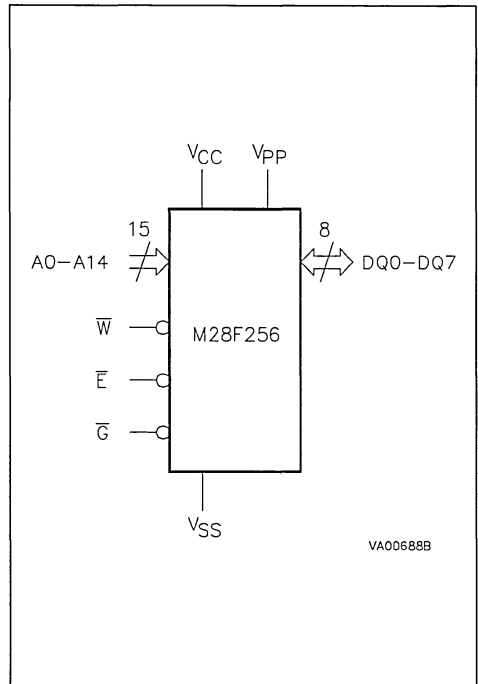 VCC VPP
15 8
A0-A14 DQ0-DQ7
W̅ M28F256
E̅
G̅
VSS
VA00688B